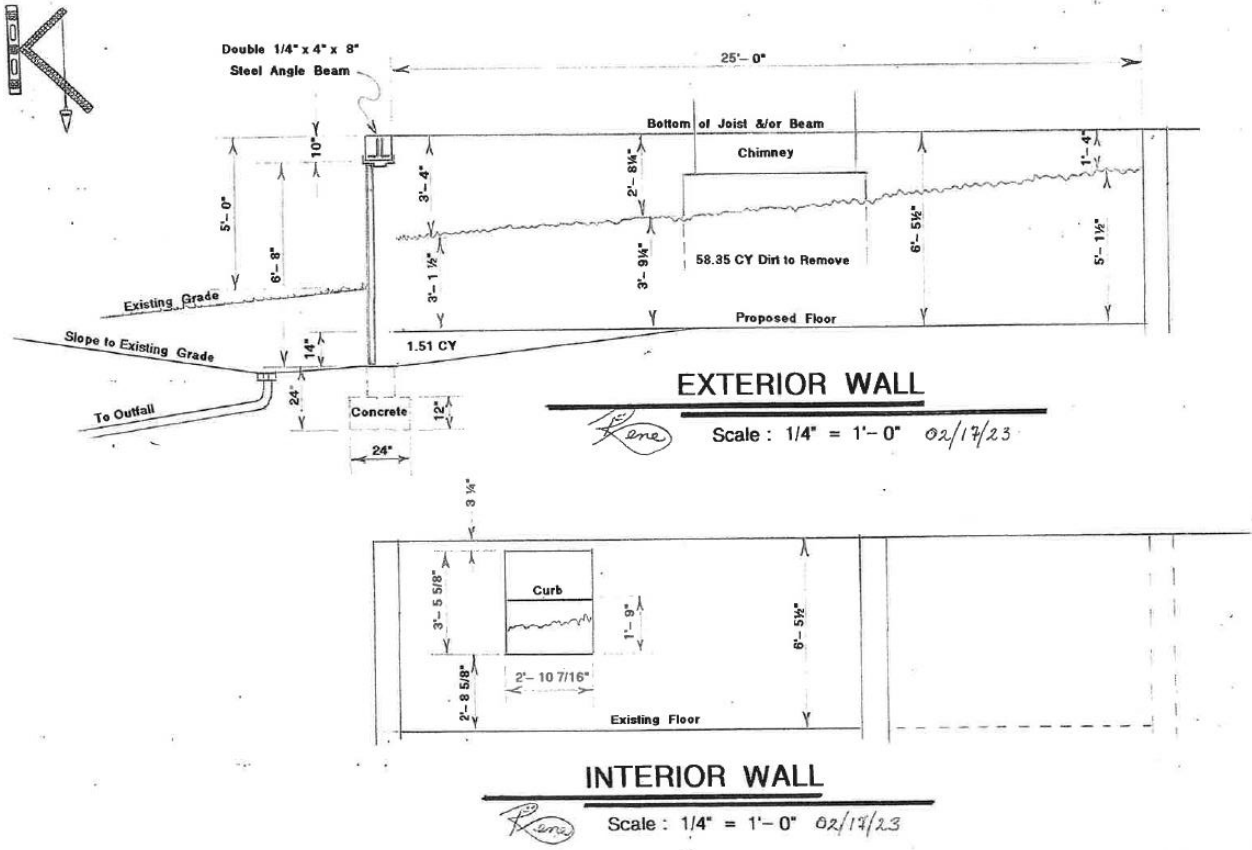 Double 1/4" x 4" x 8"
Steel Angle Beam
25'- 0"
10"
Bottom of Joist &/or Beam
Chimney
1'- 4"
5'- 0"
3'- 4"
2'- 8¼"
6'- 5½"
6'- 8"
58.35 CY Dirt to Remove
3'- 1 ½"
3'- 9¼"
5'- 1½"
Existing Grade
Proposed Floor
Slope to Existing Grade
14"
1.51 CY
24"
To Outfall
Concrete
12"
24"
EXTERIOR WALL
Rene
Scale : 1/4" = 1'- 0" 02/17/23
3 ¼"
3'- 5 5/8"
Curb
1'- 9"
6'- 5½"
2'- 10 7/16"
2'- 8 5/8"
Existing Floor
INTERIOR WALL
Rene
Scale : 1/4" = 1'- 0" 02/17/23